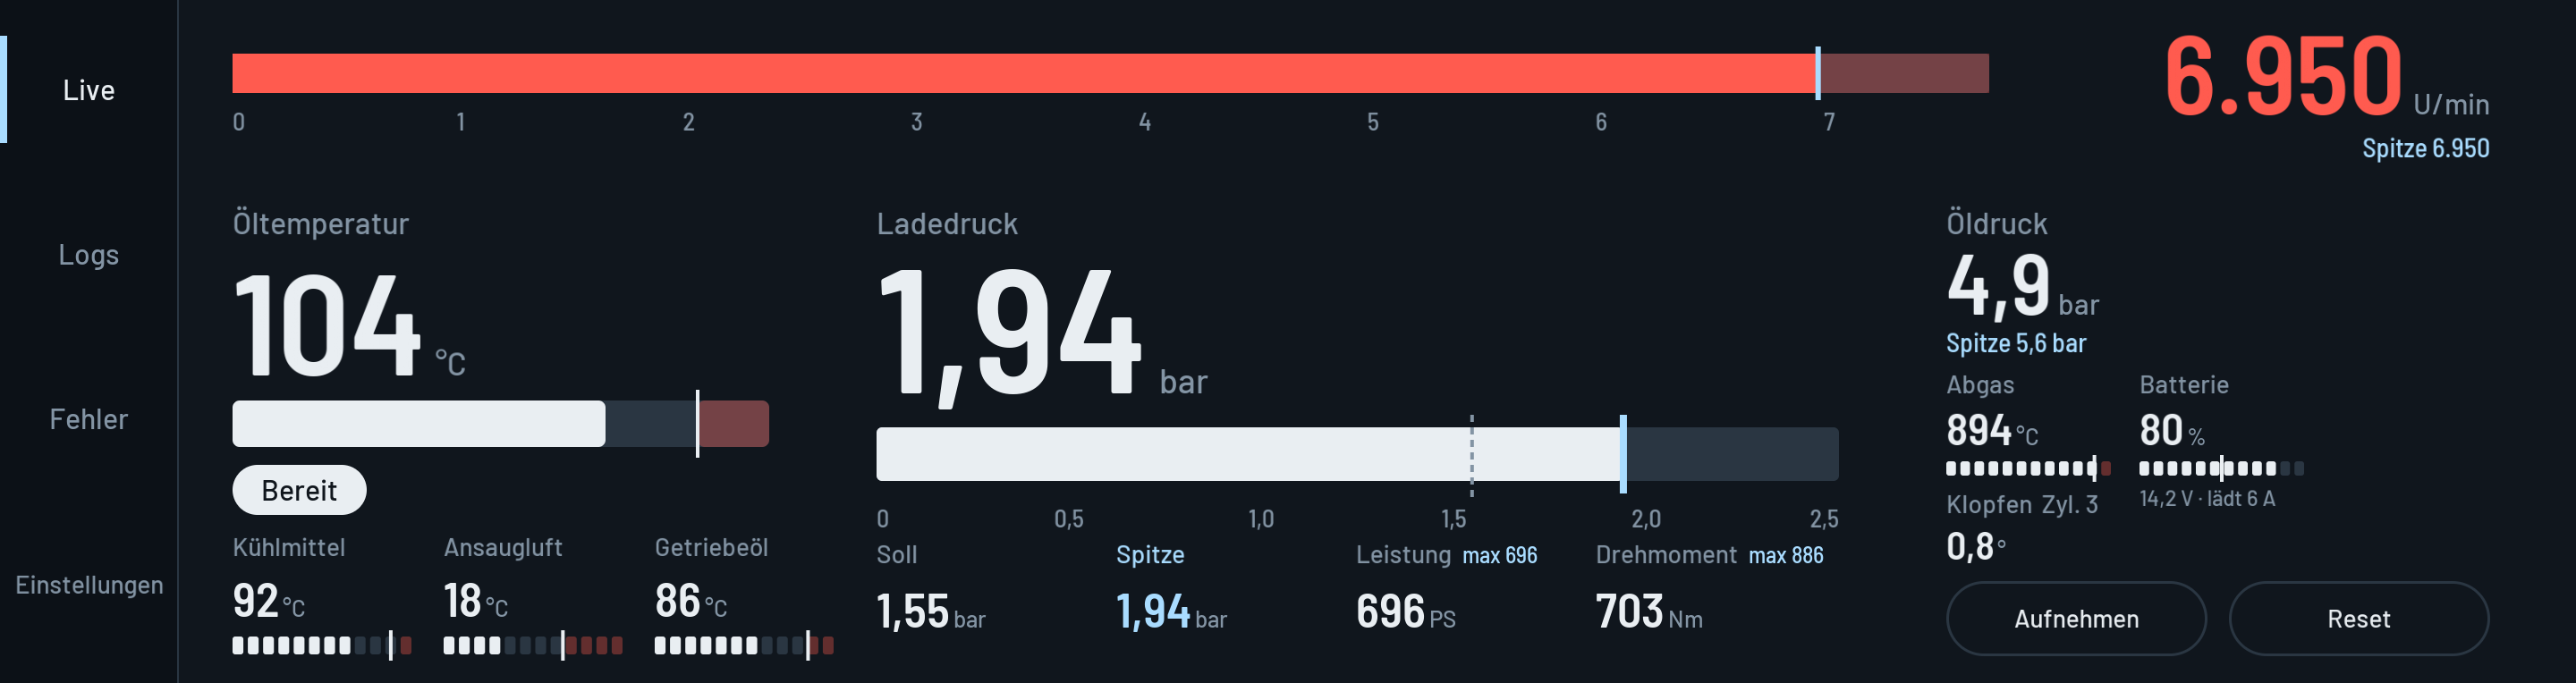 Live
Logs
Fehler
Einstellungen
0 1 2 3 4 5 6 7
6.950 U/min
Spitze 6.950
Öltemperatur
104 °C
Bereit
Kühlmittel
92 °C
Ansaugluft
18 °C
Getriebeöl
86 °C
Ladedruck
1,94 bar
0 0,5 1,0 1,5 2,0 2,5
Soll
1,55 bar
Spitze
1,94 bar
Leistung max 696
696 PS
Drehmoment max 886
703 Nm
Öldruck
4,9 bar
Spitze 5,6 bar
Abgas
894 °C
Batterie
80 %
14,2 V · lädt 6 A
Klopfen Zyl. 3
0,8 °
Aufnehmen
Reset